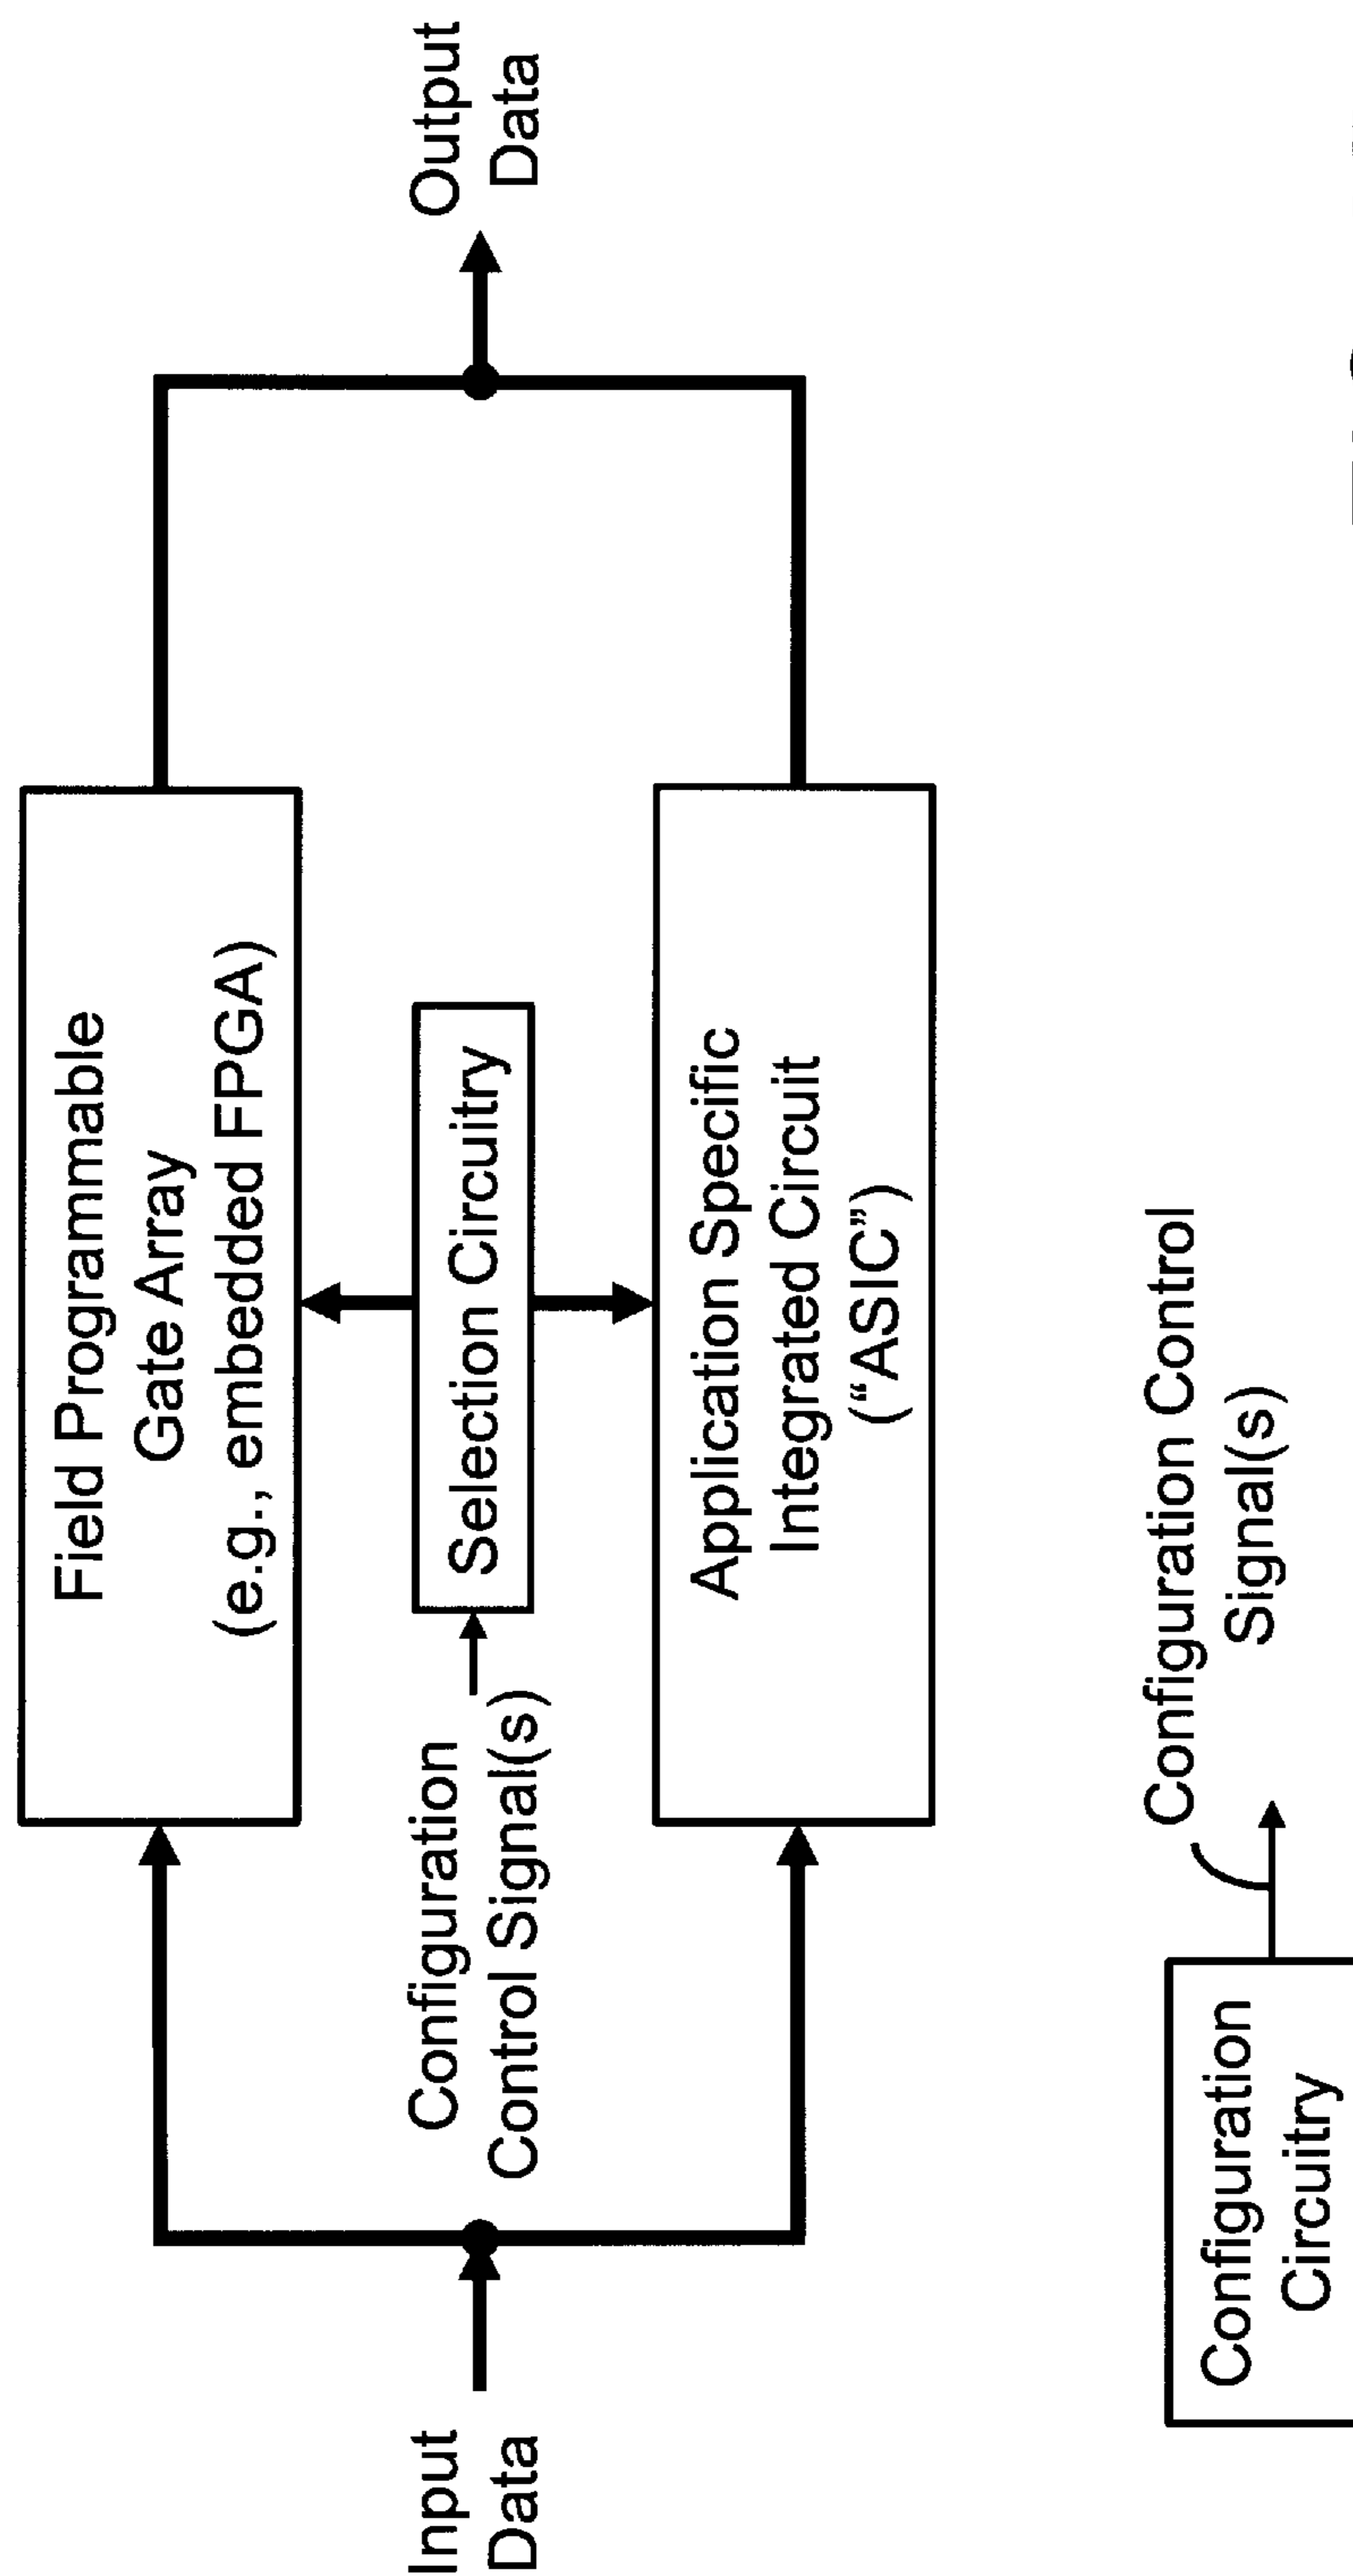 Field Programmable
Gate Array
(e.g., embedded FPGA)
Input
Data
Configuration
Control Signal(s)
Selection Circuitry
Output
Data
Application Specific
Integrated Circuit
(“ASIC”)
Configuration
Circuitry
Configuration Control
Signal(s)